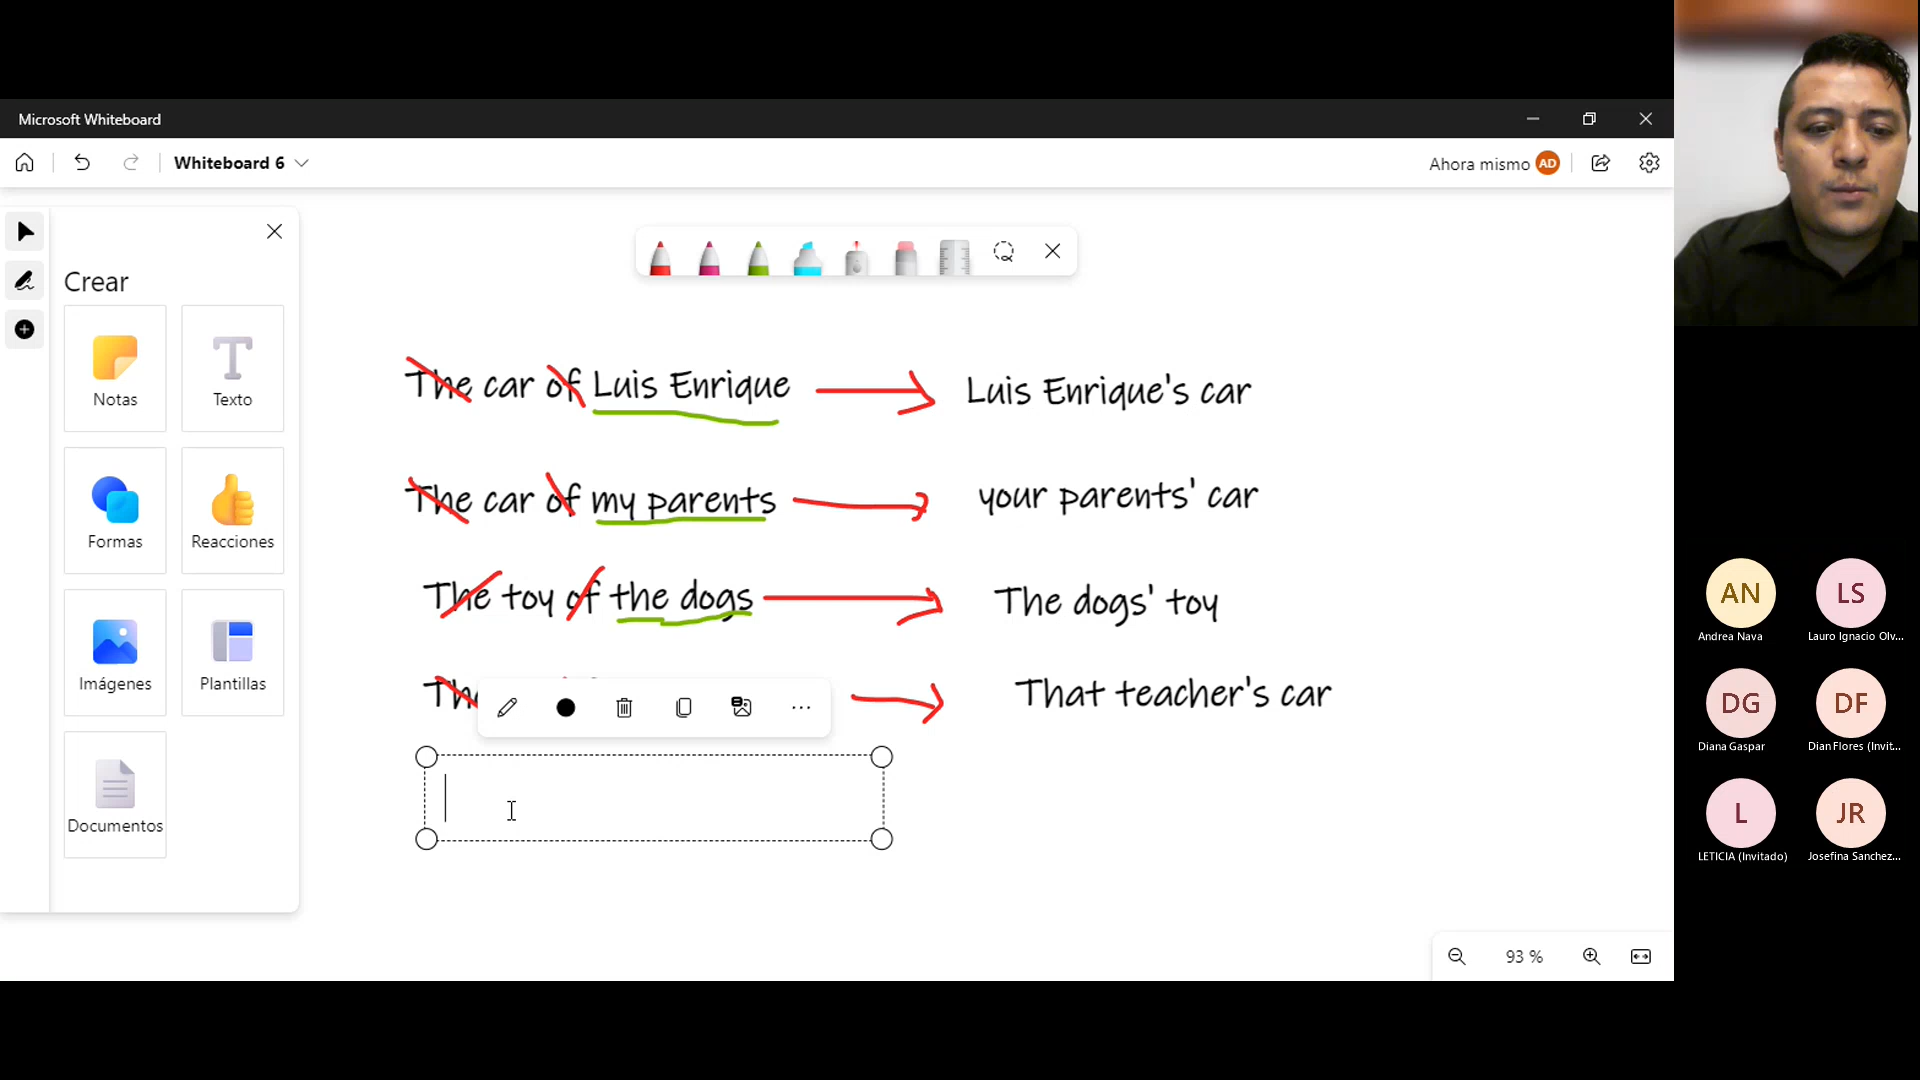 Microsoft Whiteboard
Whiteboard 6
Ahora mismo AD
Crear
Notas Texto
Formas Reacciones
Imágenes Plantillas
Documentos
The car of Luis Enrique Luis Enrique's car
The car of my parents your parents' car
The toy of the dogs The dogs' toy
The That teacher's car
93 %
AN LS
Andrea Nava Lauro Ignacio Olv...
DG DF
Diana Gaspar Dian Flores (Invit...
L JR
LETICIA (Invitado) Josefina Sanchez...